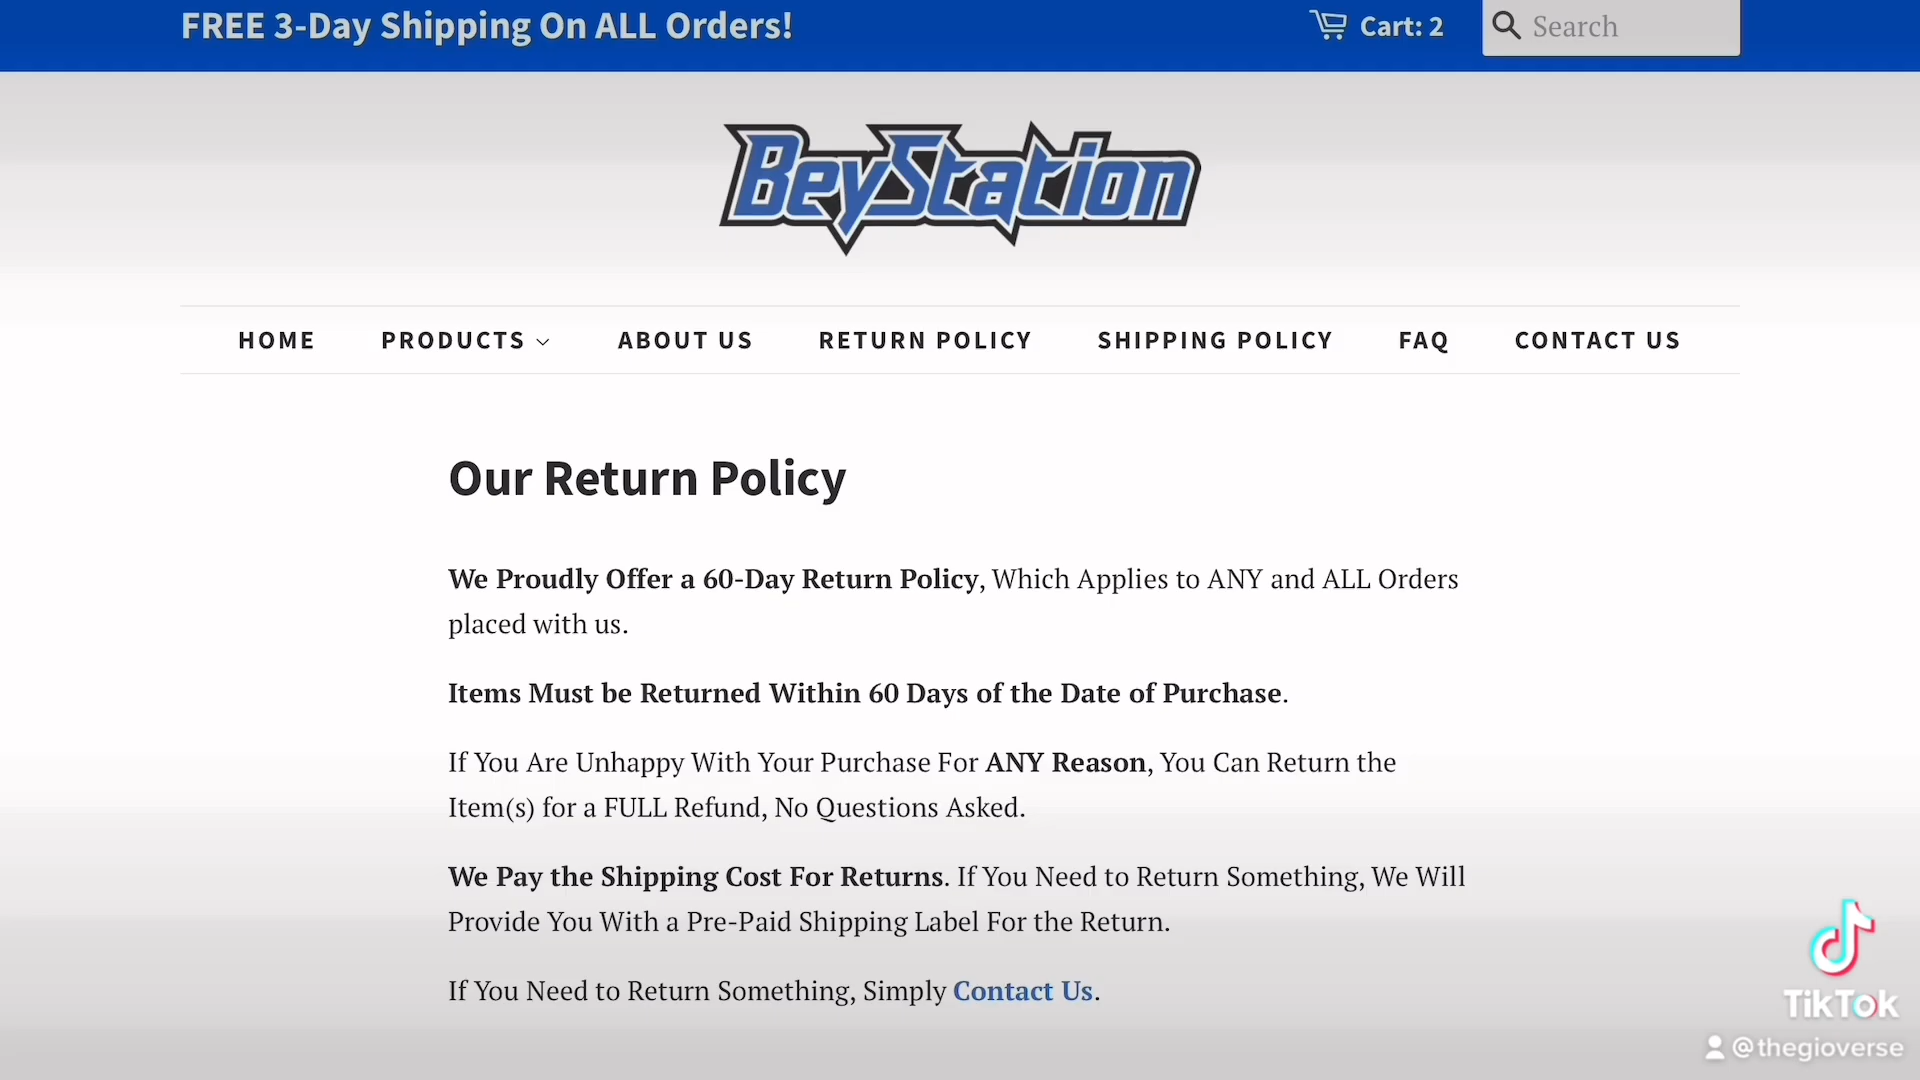 FREE 3-Day Shipping On ALL Orders!
Cart: 2
Search
BeyStation
HOME PRODUCTS ABOUT US RETURN POLICY SHIPPING POLICY FAQ CONTACT US
Our Return Policy
We Proudly Offer a 60-Day Return Policy, Which Applies to ANY and ALL Orders
placed with us.
Items Must be Returned Within 60 Days of the Date of Purchase.
If You Are Unhappy With Your Purchase For ANY Reason, You Can Return the
Item(s) for a FULL Refund, No Questions Asked.
We Pay the Shipping Cost For Returns. If You Need to Return Something, We Will
Provide You With a Pre-Paid Shipping Label For the Return.
If You Need to Return Something, Simply Contact Us.
TikTok
@thegioverse